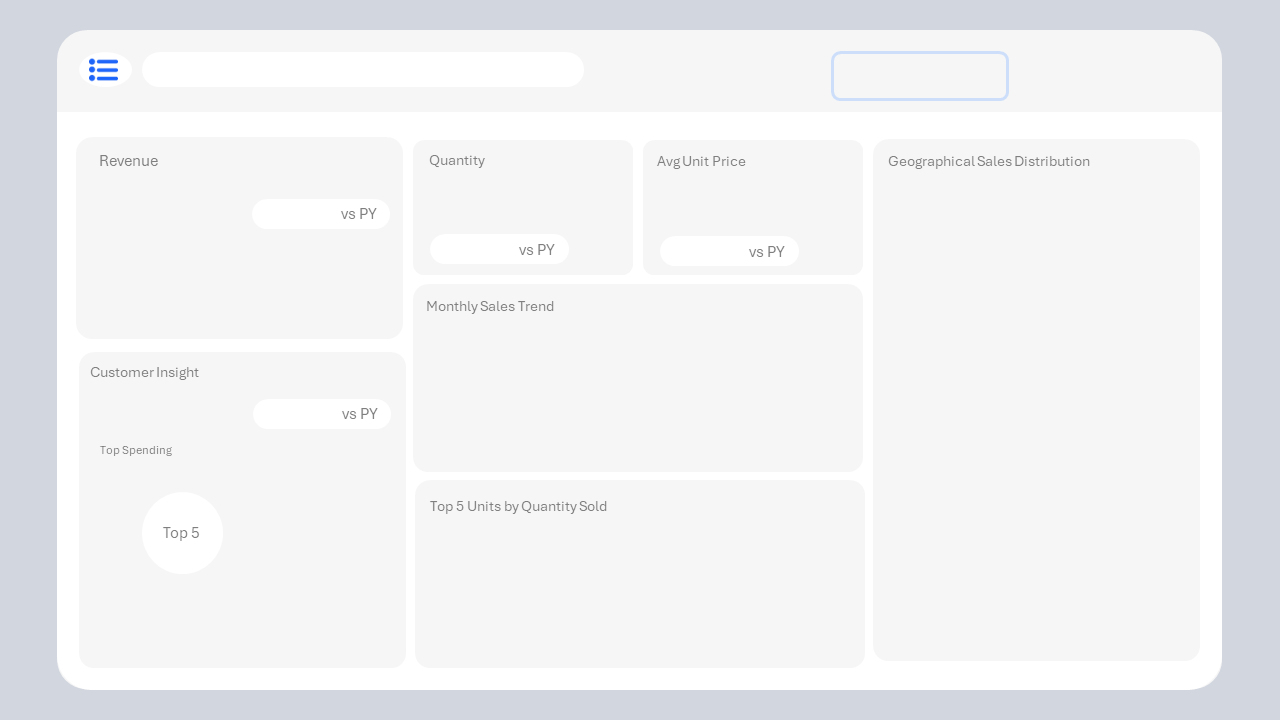 Revenue
vs PY
Quantity
vs PY
Avg Unit Price
vs PY
Geographical Sales Distribution
Monthly Sales Trend
Customer Insight
vs PY
Top Spending
Top 5
Top 5 Units by Quantity Sold